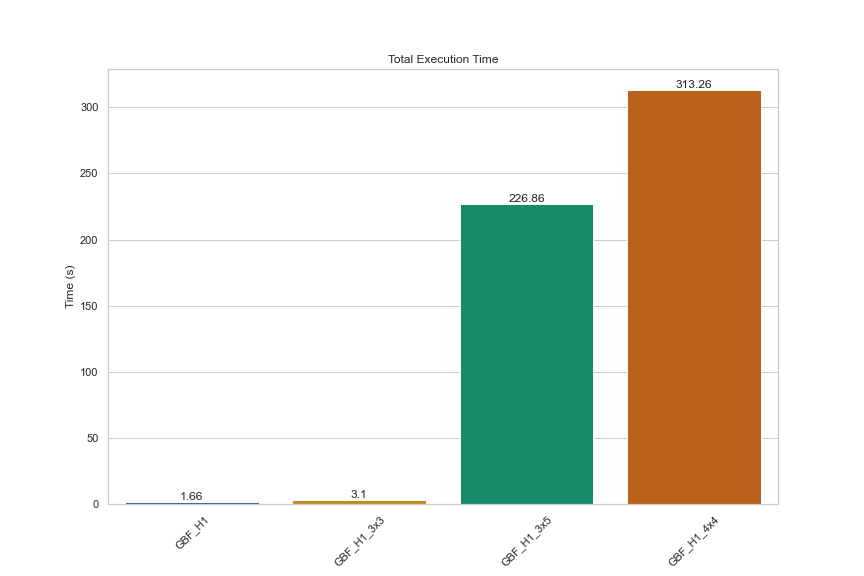 Total Execution Time
Time (s)
300
250
200
150
100
50
0
1.66
3.1
226.86
313.26
GBF_H1
GBF_H1_3x3
GBF_H1_3x5
GBF_H1_4x4